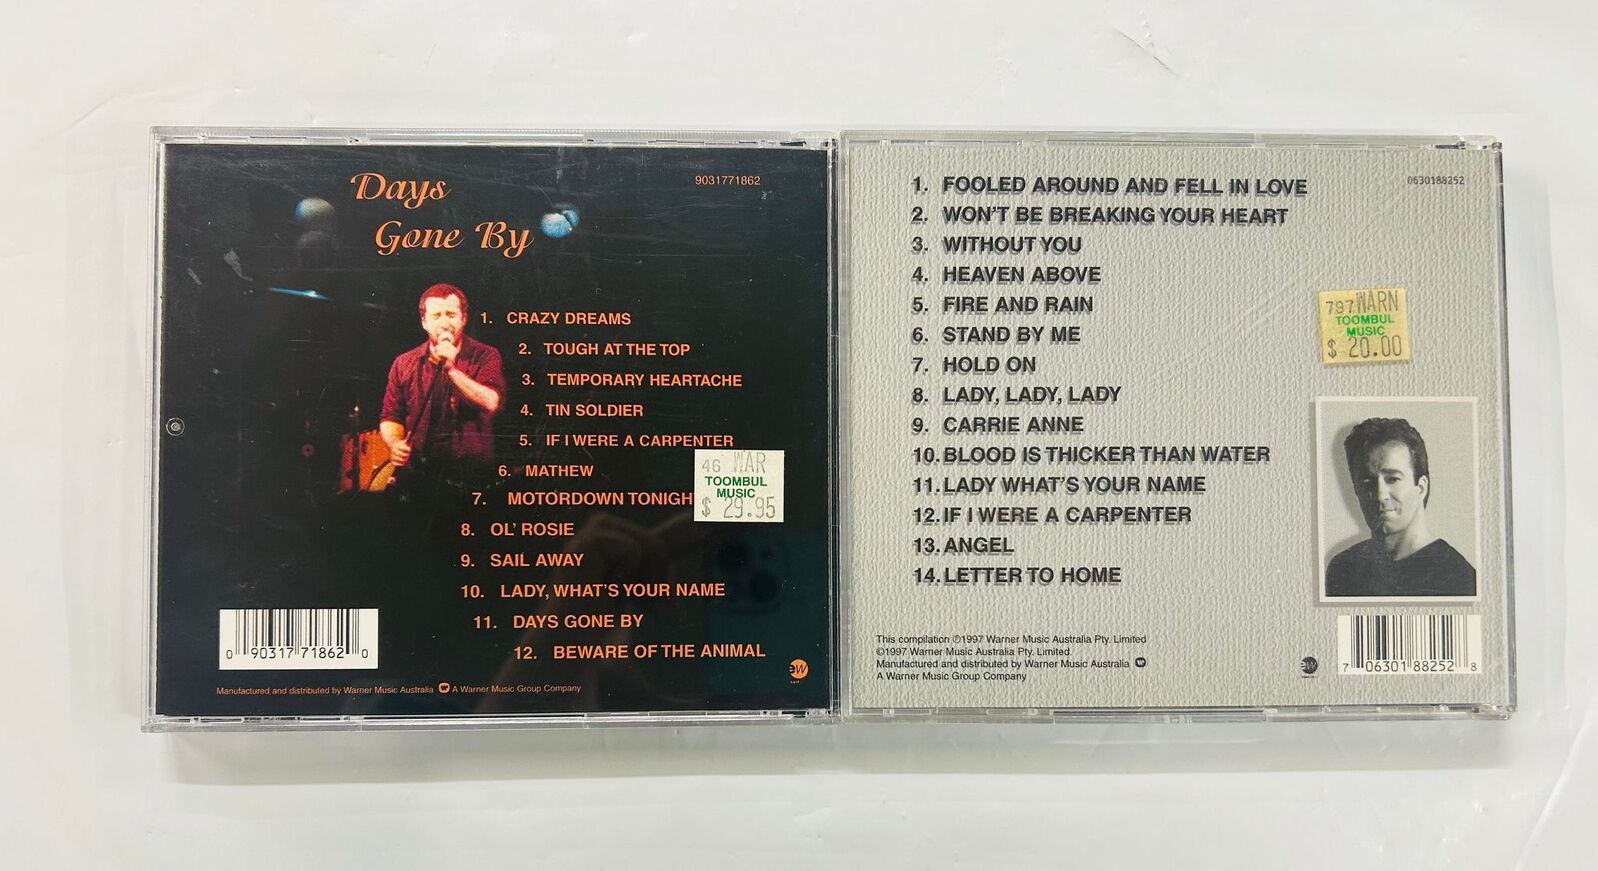 Days
Gone By
9031771862
1. CRAZY DREAMS
2. TOUGH AT THE TOP
3. TEMPORARY HEARTACHE
4. TIN SOLDIER
5. IF I WERE A CARPENTER
6. MATHEW
7. MOTORDOWN TONIGH
8. OL' ROSIE
9. SAIL AWAY
10. LADY, WHAT'S YOUR NAME
11. DAYS GONE BY
12. BEWARE OF THE ANIMAL
46 WAR
TOOMBUL
MUSIC
$ 29.95
0 90317 71862 0
Manufactured and distributed by Warner Music Australia A Warner Music Group Company
ew
0630188252
1. FOOLED AROUND AND FELL IN LOVE
2. WON'T BE BREAKING YOUR HEART
3. WITHOUT YOU
4. HEAVEN ABOVE
5. FIRE AND RAIN
6. STAND BY ME
7. HOLD ON
8. LADY, LADY, LADY
9. CARRIE ANNE
10. BLOOD IS THICKER THAN WATER
11. LADY WHAT'S YOUR NAME
12. IF I WERE A CARPENTER
13. ANGEL
14. LETTER TO HOME
797 WARN
TOOMBUL
MUSIC
$ 20.00
This compilation ℗1997 Warner Music Australia Pty. Limited
©1997 Warner Music Australia Pty. Limited.
Manufactured and distributed by Warner Music Australia
A Warner Music Group Company
ew
7 06301 88252 8